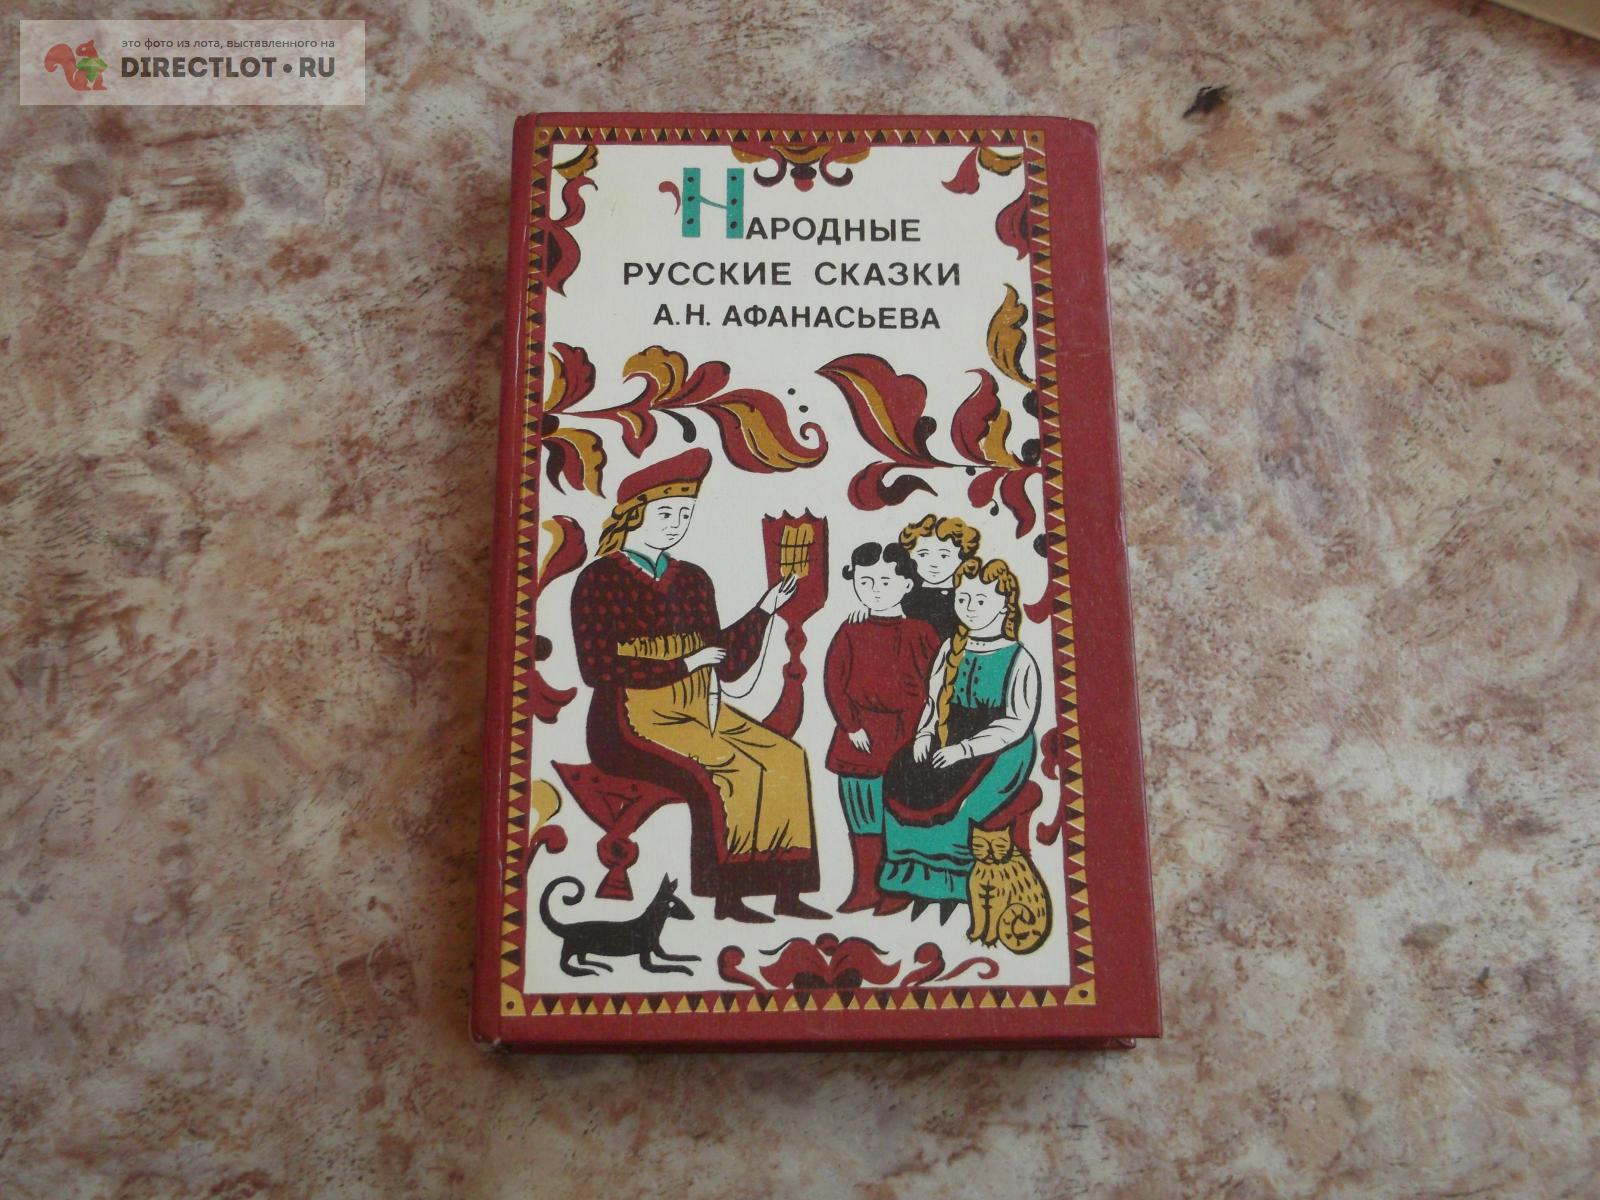 это фото из лота, выставленного на
DIRECTLOT•RU
НАРОДНЫЕ
РУССКИЕ СКАЗКИ
А.Н. АФАНАСЬЕВА